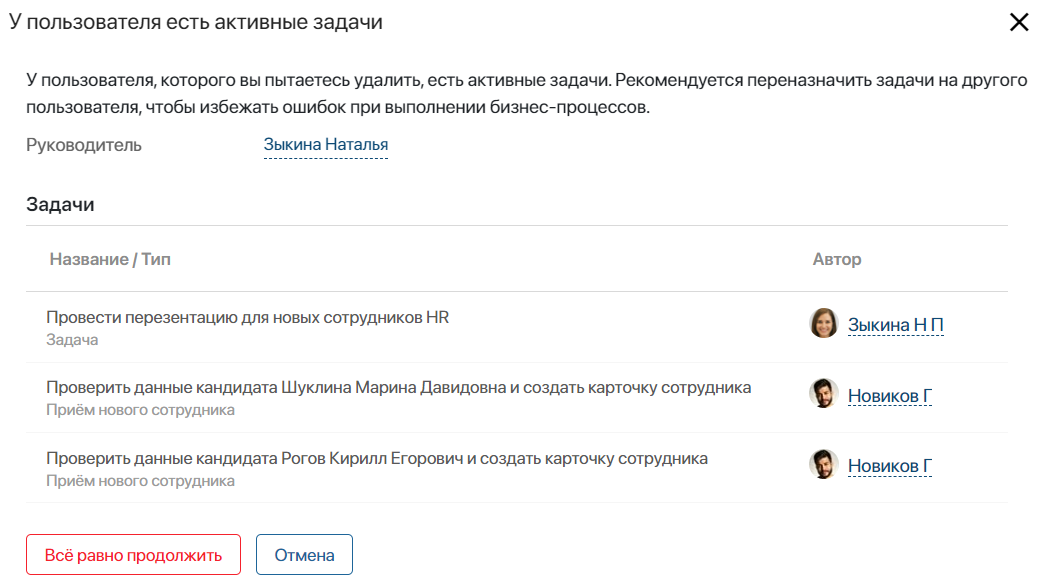 У пользователя есть активные задачи
У пользователя, которого вы пытаетесь удалить, есть активные задачи. Рекомендуется переназначить задачи на другого
пользователя, чтобы избежать ошибок при выполнении бизнес-процессов.
Руководитель Зыкина Наталья
Задачи
Название / Тип Автор
Провести перезентацию для новых сотрудников HR
Задача
Зыкина Н П
Проверить данные кандидата Шуклина Марина Давидовна и создать карточку сотрудника
Приём нового сотрудника
Новиков Г
Проверить данные кандидата Рогов Кирилл Егорович и создать карточку сотрудника
Приём нового сотрудника
Новиков Г
Всё равно продолжить Отмена